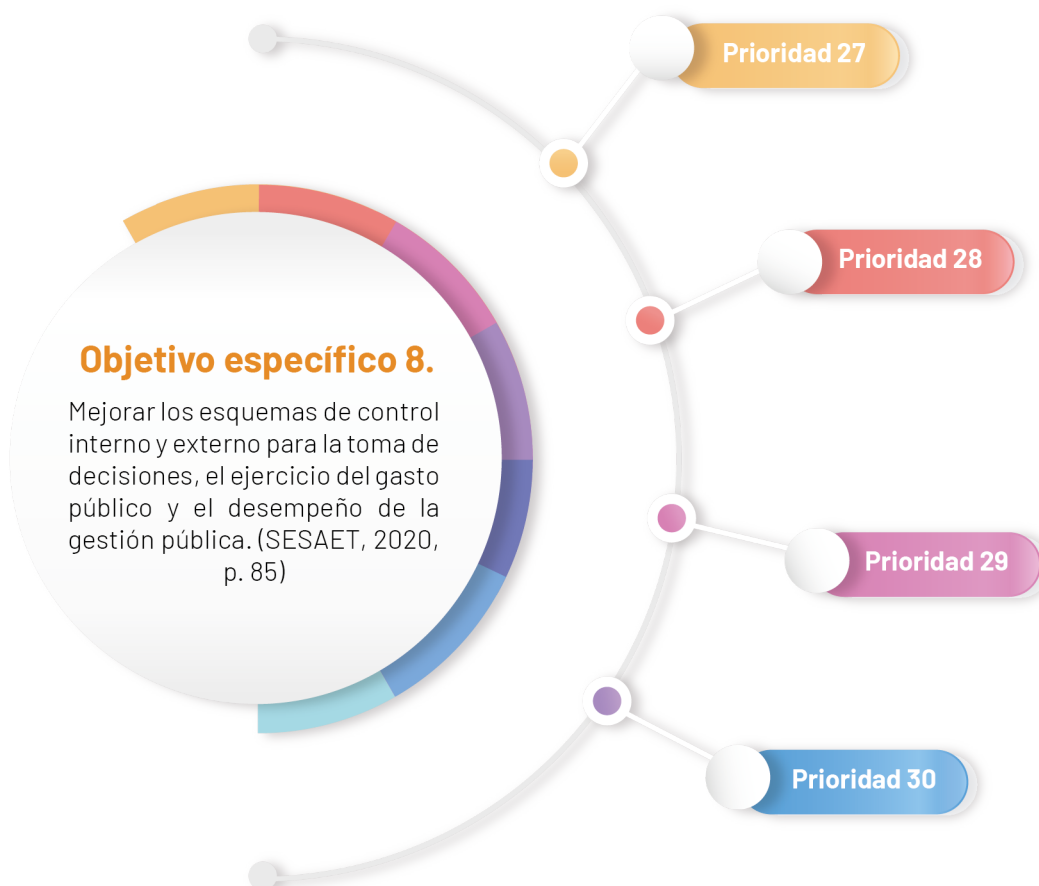 Prioridad 27
Prioridad 28
Objetivo específico 8.
Mejorar los esquemas de control
interno y externo para la toma de
decisiones, el ejercicio del gasto
público y el desempeño de la
gestión pública. (SESAET, 2020,
p. 85)
Prioridad 29
Prioridad 30